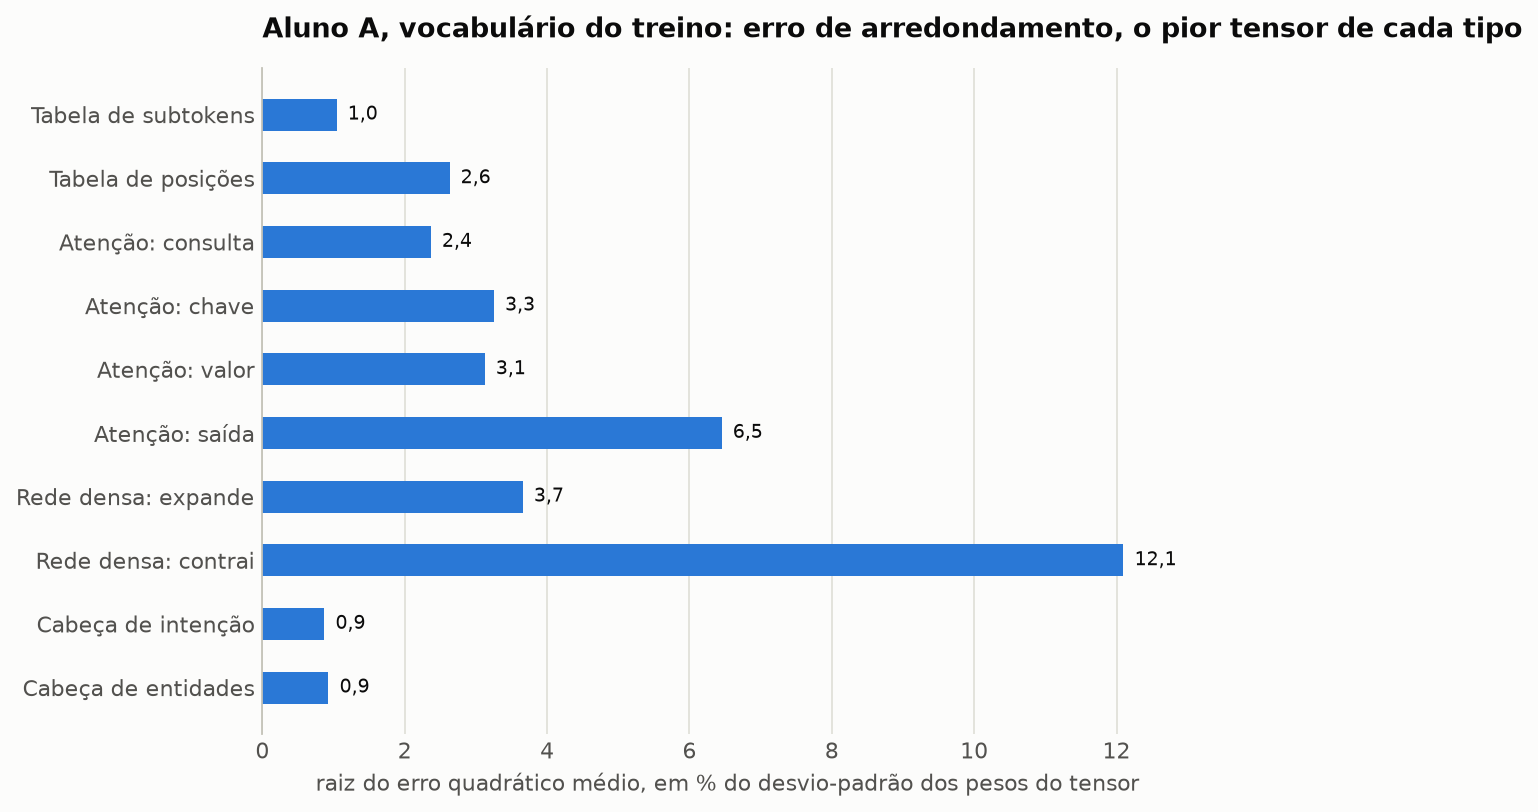 Aluno A, vocabulário do treino: erro de arredondamento, o pior tensor de cada tipo
Tabela de subtokens 1,0
Tabela de posições 2,6
Atenção: consulta 2,4
Atenção: chave 3,3
Atenção: valor 3,1
Atenção: saída 6,5
Rede densa: expande 3,7
Rede densa: contrai 12,1
Cabeça de intenção 0,9
Cabeça de entidades 0,9
0 2 4 6 8 10 12
raiz do erro quadrático médio, em % do desvio-padrão dos pesos do tensor